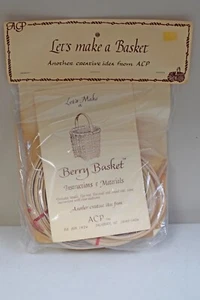 ACP
Let's make a Basket
Another creative idea from ACP
Let's Make
a
Berry Basket
Instructions & Materials
Another creative idea from
ACP Inc.